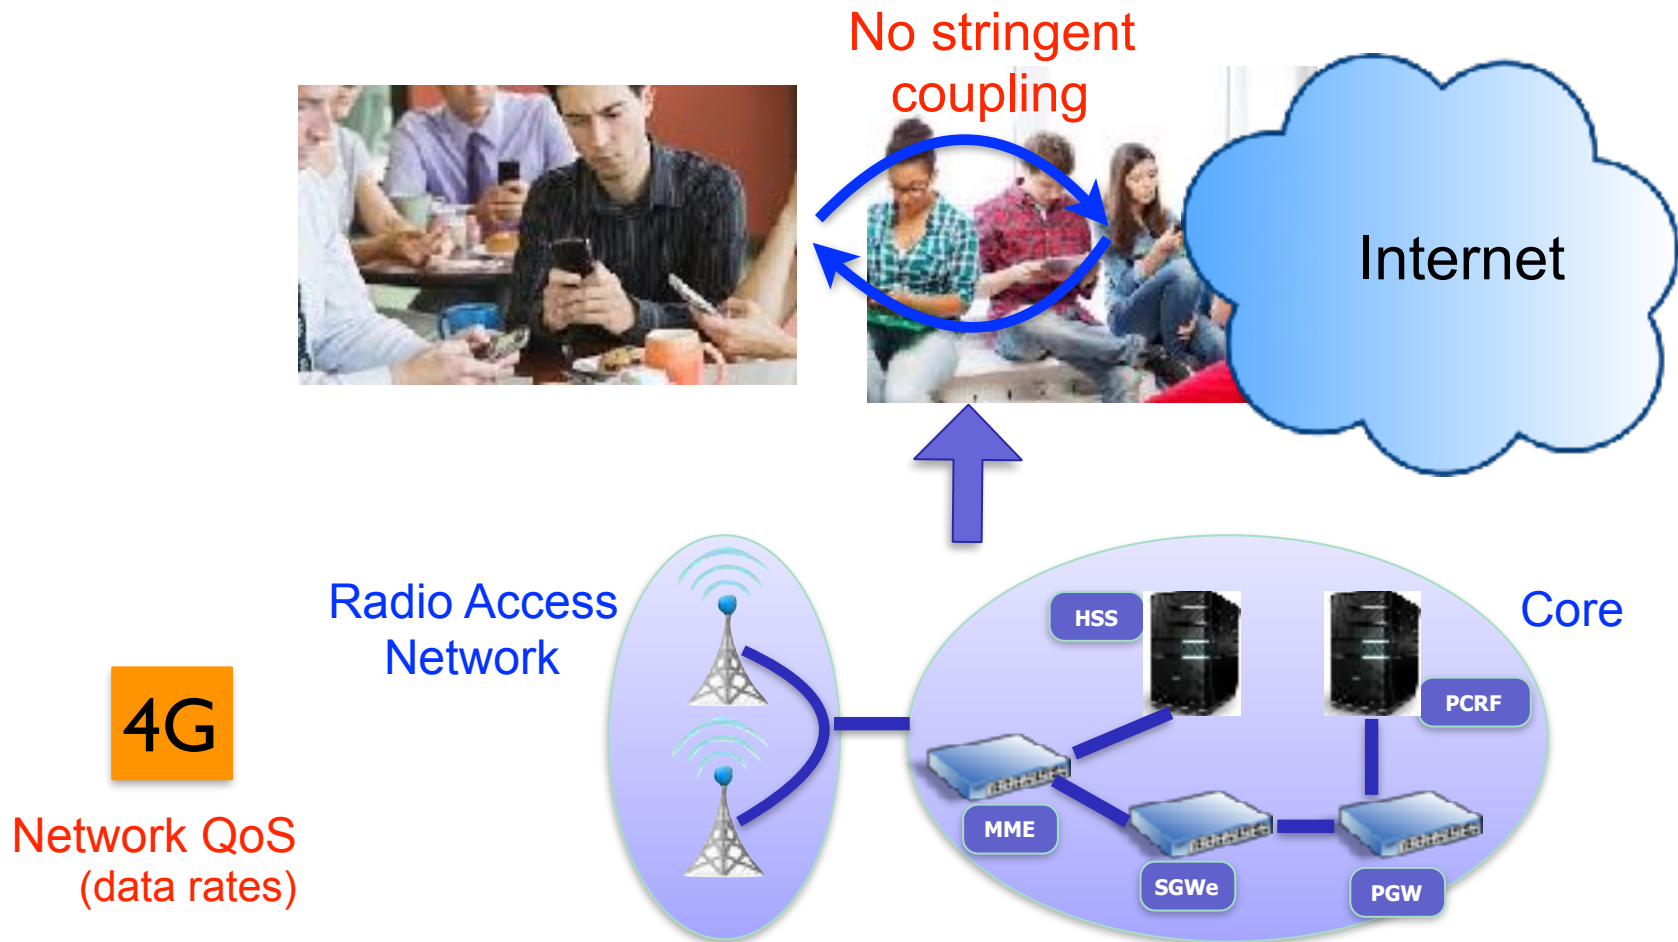 No stringent
coupling
Internet
Radio Access
Network
HSS
Core
PCRF
4G
MME
Network QoS
(data rates)
SGWe
PGW